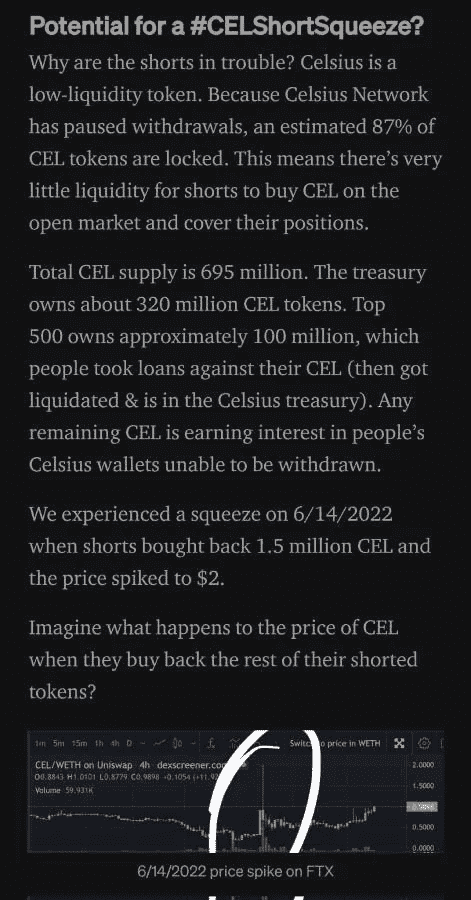 Potential for a #CELShortSqueeze?
Why are the shorts in trouble? Celsius is a
low-liquidity token. Because Celsius Network
has paused withdrawals, an estimated 87% of
CEL tokens are locked. This means there's very
little liquidity for shorts to buy CEL on the
open market and cover their positions.
Total CEL supply is 695 million. The treasury
owns about 320 million CEL tokens. Top
500 owns approximately 100 million, which
people took loans against their CEL (then got
liquidated & is in the Celsius treasury). Any
remaining CEL is earning interest in people's
Celsius wallets unable to be withdrawn.
We experienced a squeeze on 6/14/2022
when shorts bought back 1.5 million CEL and
the price spiked to $2.
Imagine what happens to the price of CEL
when they buy back the rest of their shorted
tokens?
1m 5m 15m 1h 4h D Switch to price in WETH
CEL/WETH on Uniswap 4h dexscreener.com
O0.8843 H1.0101 L0.8779 C0.9898 +0.1054
Volume 59.931K
2.0000
1.5000
0.5000
0.0000
6/14/2022 price spike on FTX